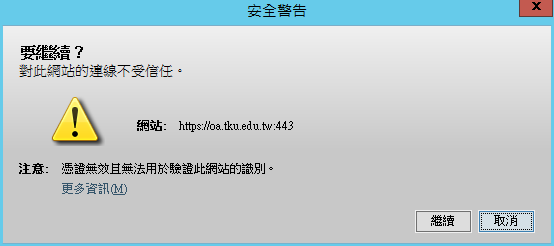 安全警告
x
要繼續？
對此網站的連線不受信任。
網站: https://oa.tku.edu.tw:443
注意: 憑證無效且無法用於驗證此網站的識別。
更多資訊(M)
繼續 取消